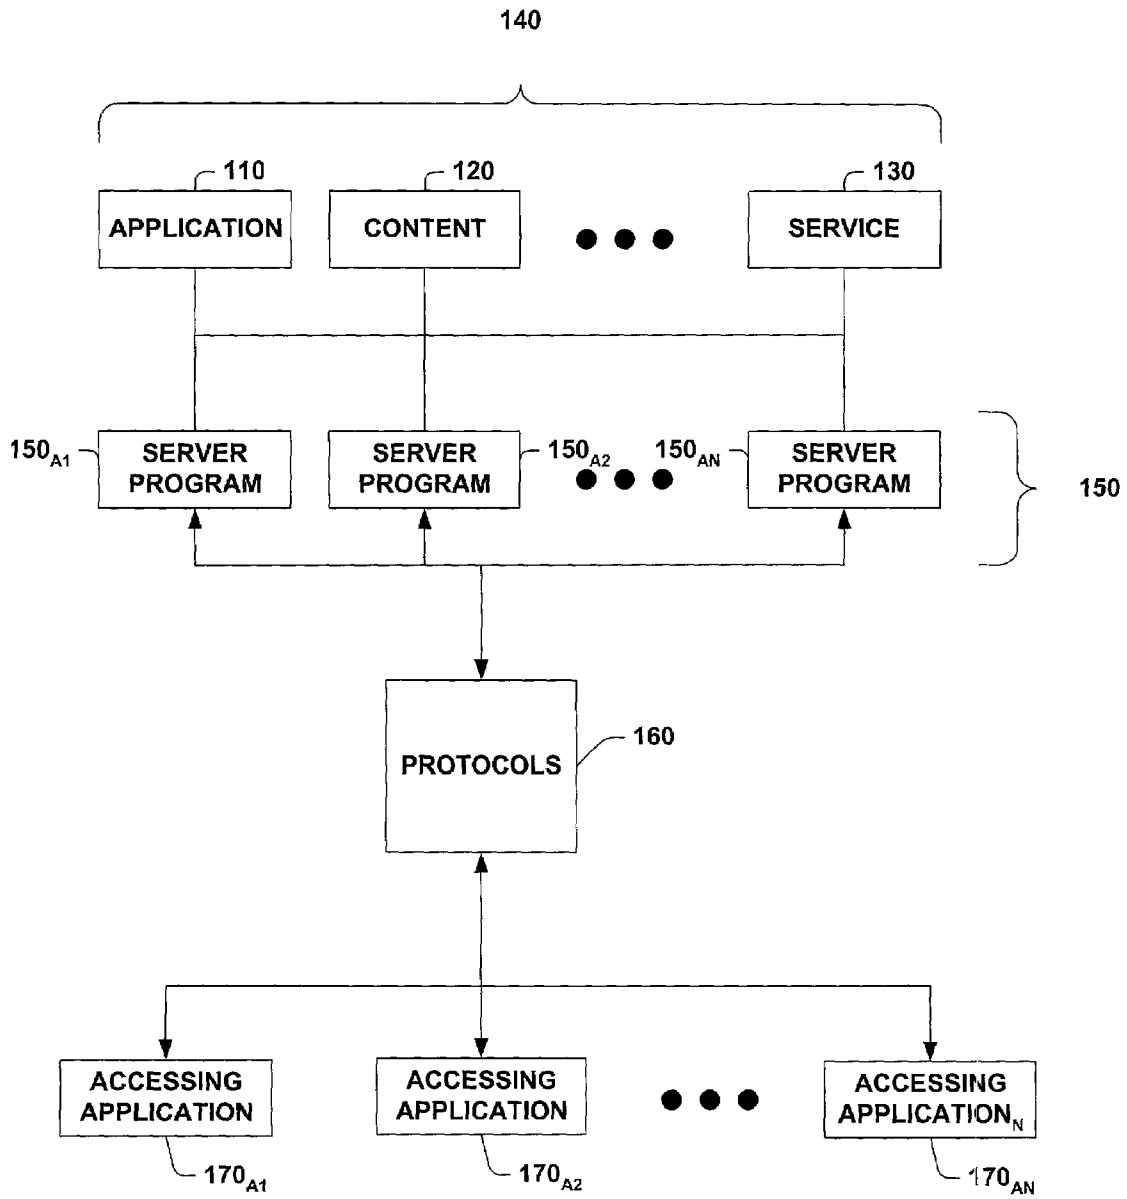 140
110 120 130
APPLICATION CONTENT SERVICE
150A1 SERVER PROGRAM SERVER PROGRAM 150A2 150AN SERVER PROGRAM 150
PROTOCOLS 160
ACCESSING APPLICATION ACCESSING APPLICATION ACCESSING APPLICATIONN
170A1 170A2 170AN